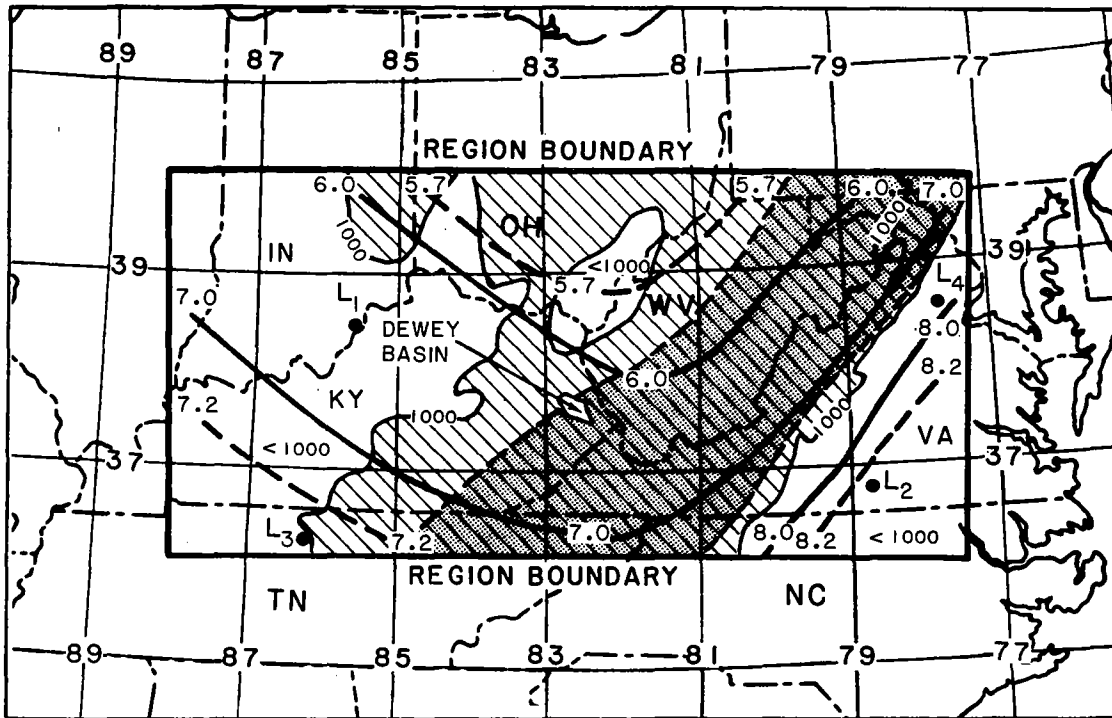 89 87 85 83 81 79 77
REGION BOUNDARY
6.0 5.7 5.7 6.0 7.0
1000 OH 1000
IN
39 <1000 39
5.7 WV L4
7.0 L1
DEWEY
BASIN 8.0
6.0 8.2
KY
7.2 1000 1000 VA
<1000
37 37
L2
L3 7.2 7.0 8.0 8.2 <1000
REGION BOUNDARY
TN NC
89 87 85 83 81 79 77